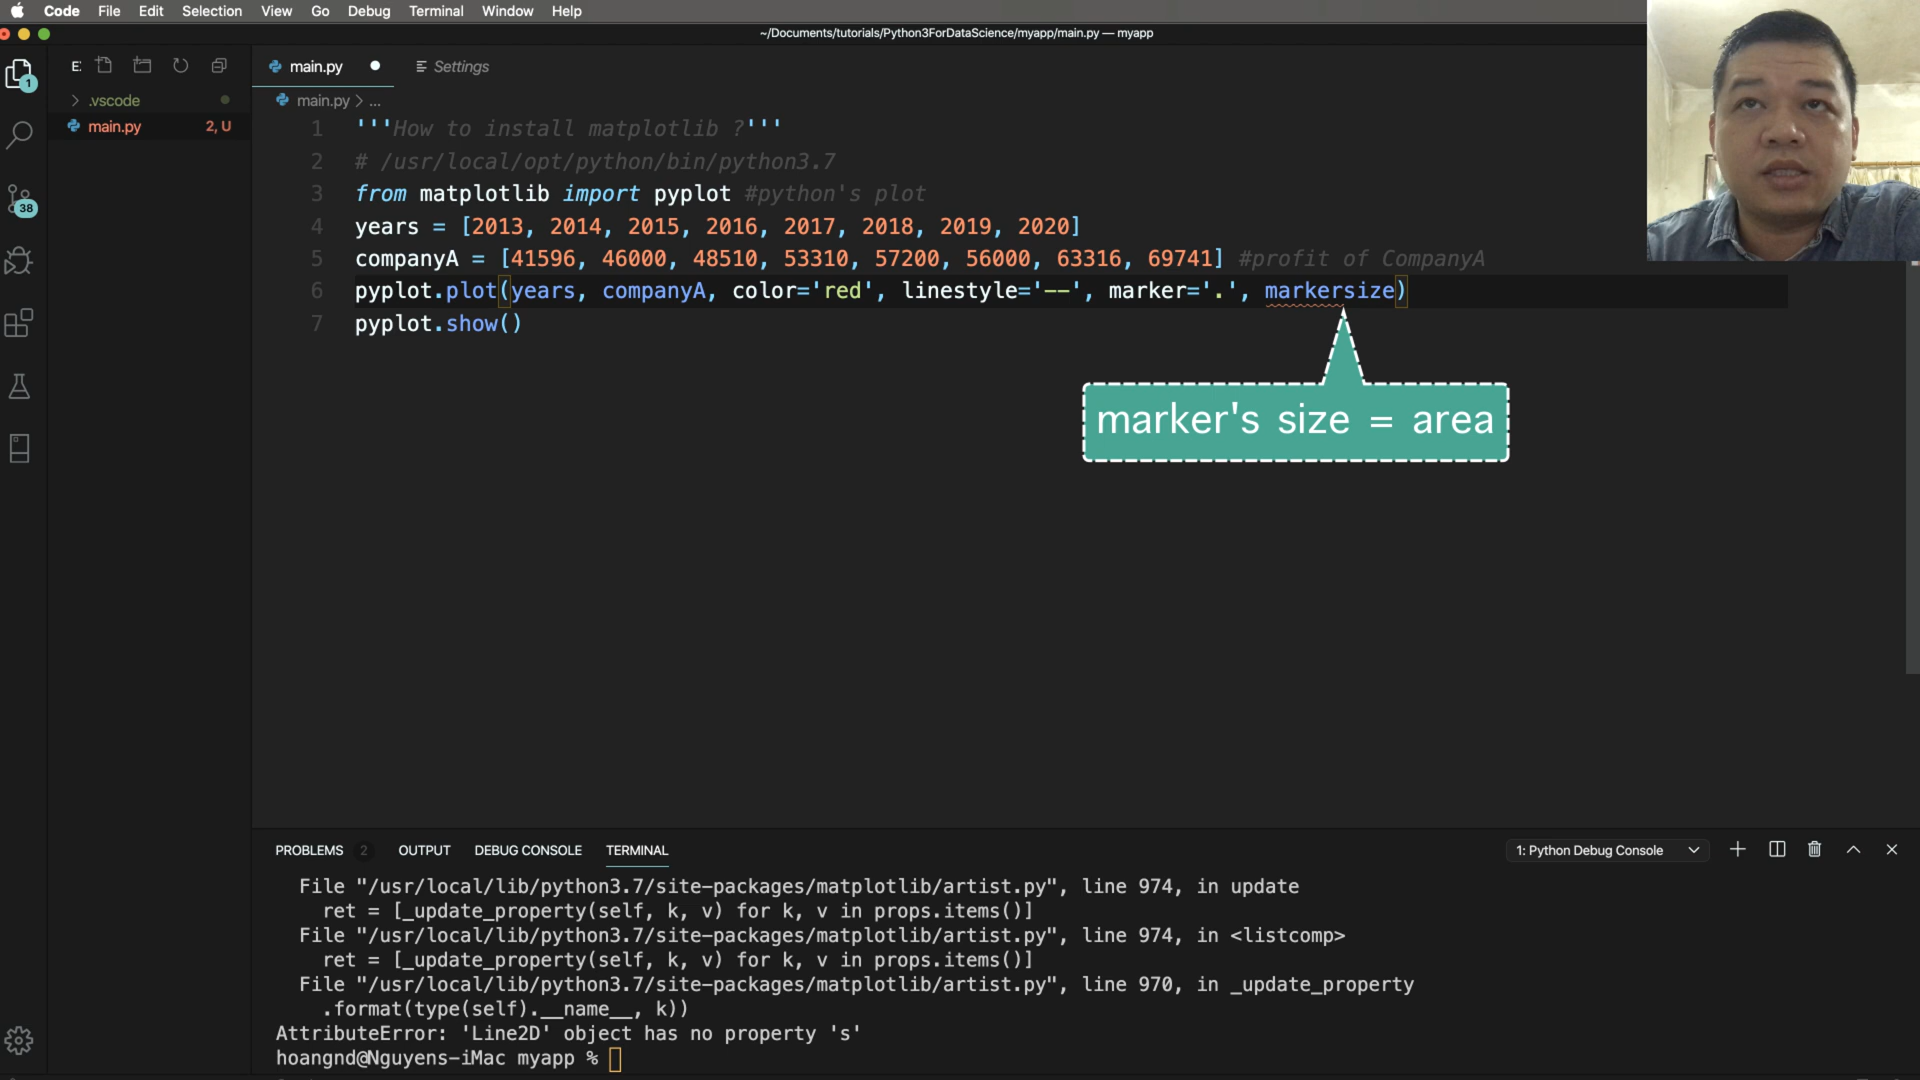 Code File Edit Selection View Go Debug Terminal Window Help
~/Documents/tutorials/Python3ForDataScience/myapp/main.py — myapp
E: main.py Settings
1
.vscode
main.py 2, U
38
main.py > ...
1 '''How to install matplotlib ?'''
2 # /usr/local/opt/python/bin/python3.7
3 from matplotlib import pyplot #python's plot
4 years = [2013, 2014, 2015, 2016, 2017, 2018, 2019, 2020]
5 companyA = [41596, 46000, 48510, 53310, 57200, 56000, 63316, 69741] #profit of CompanyA
6 pyplot.plot(years, companyA, color='red', linestyle='--', marker='.', markersize)
7 pyplot.show()
marker's size = area
PROBLEMS 2 OUTPUT DEBUG CONSOLE TERMINAL 1: Python Debug Console
File "/usr/local/lib/python3.7/site-packages/matplotlib/artist.py", line 974, in update
ret = [_update_property(self, k, v) for k, v in props.items()]
File "/usr/local/lib/python3.7/site-packages/matplotlib/artist.py", line 974, in <listcomp>
ret = [_update_property(self, k, v) for k, v in props.items()]
File "/usr/local/lib/python3.7/site-packages/matplotlib/artist.py", line 970, in _update_property
.format(type(self).__name__, k))
AttributeError: 'Line2D' object has no property 's'
hoangnd@Nguyens-iMac myapp %